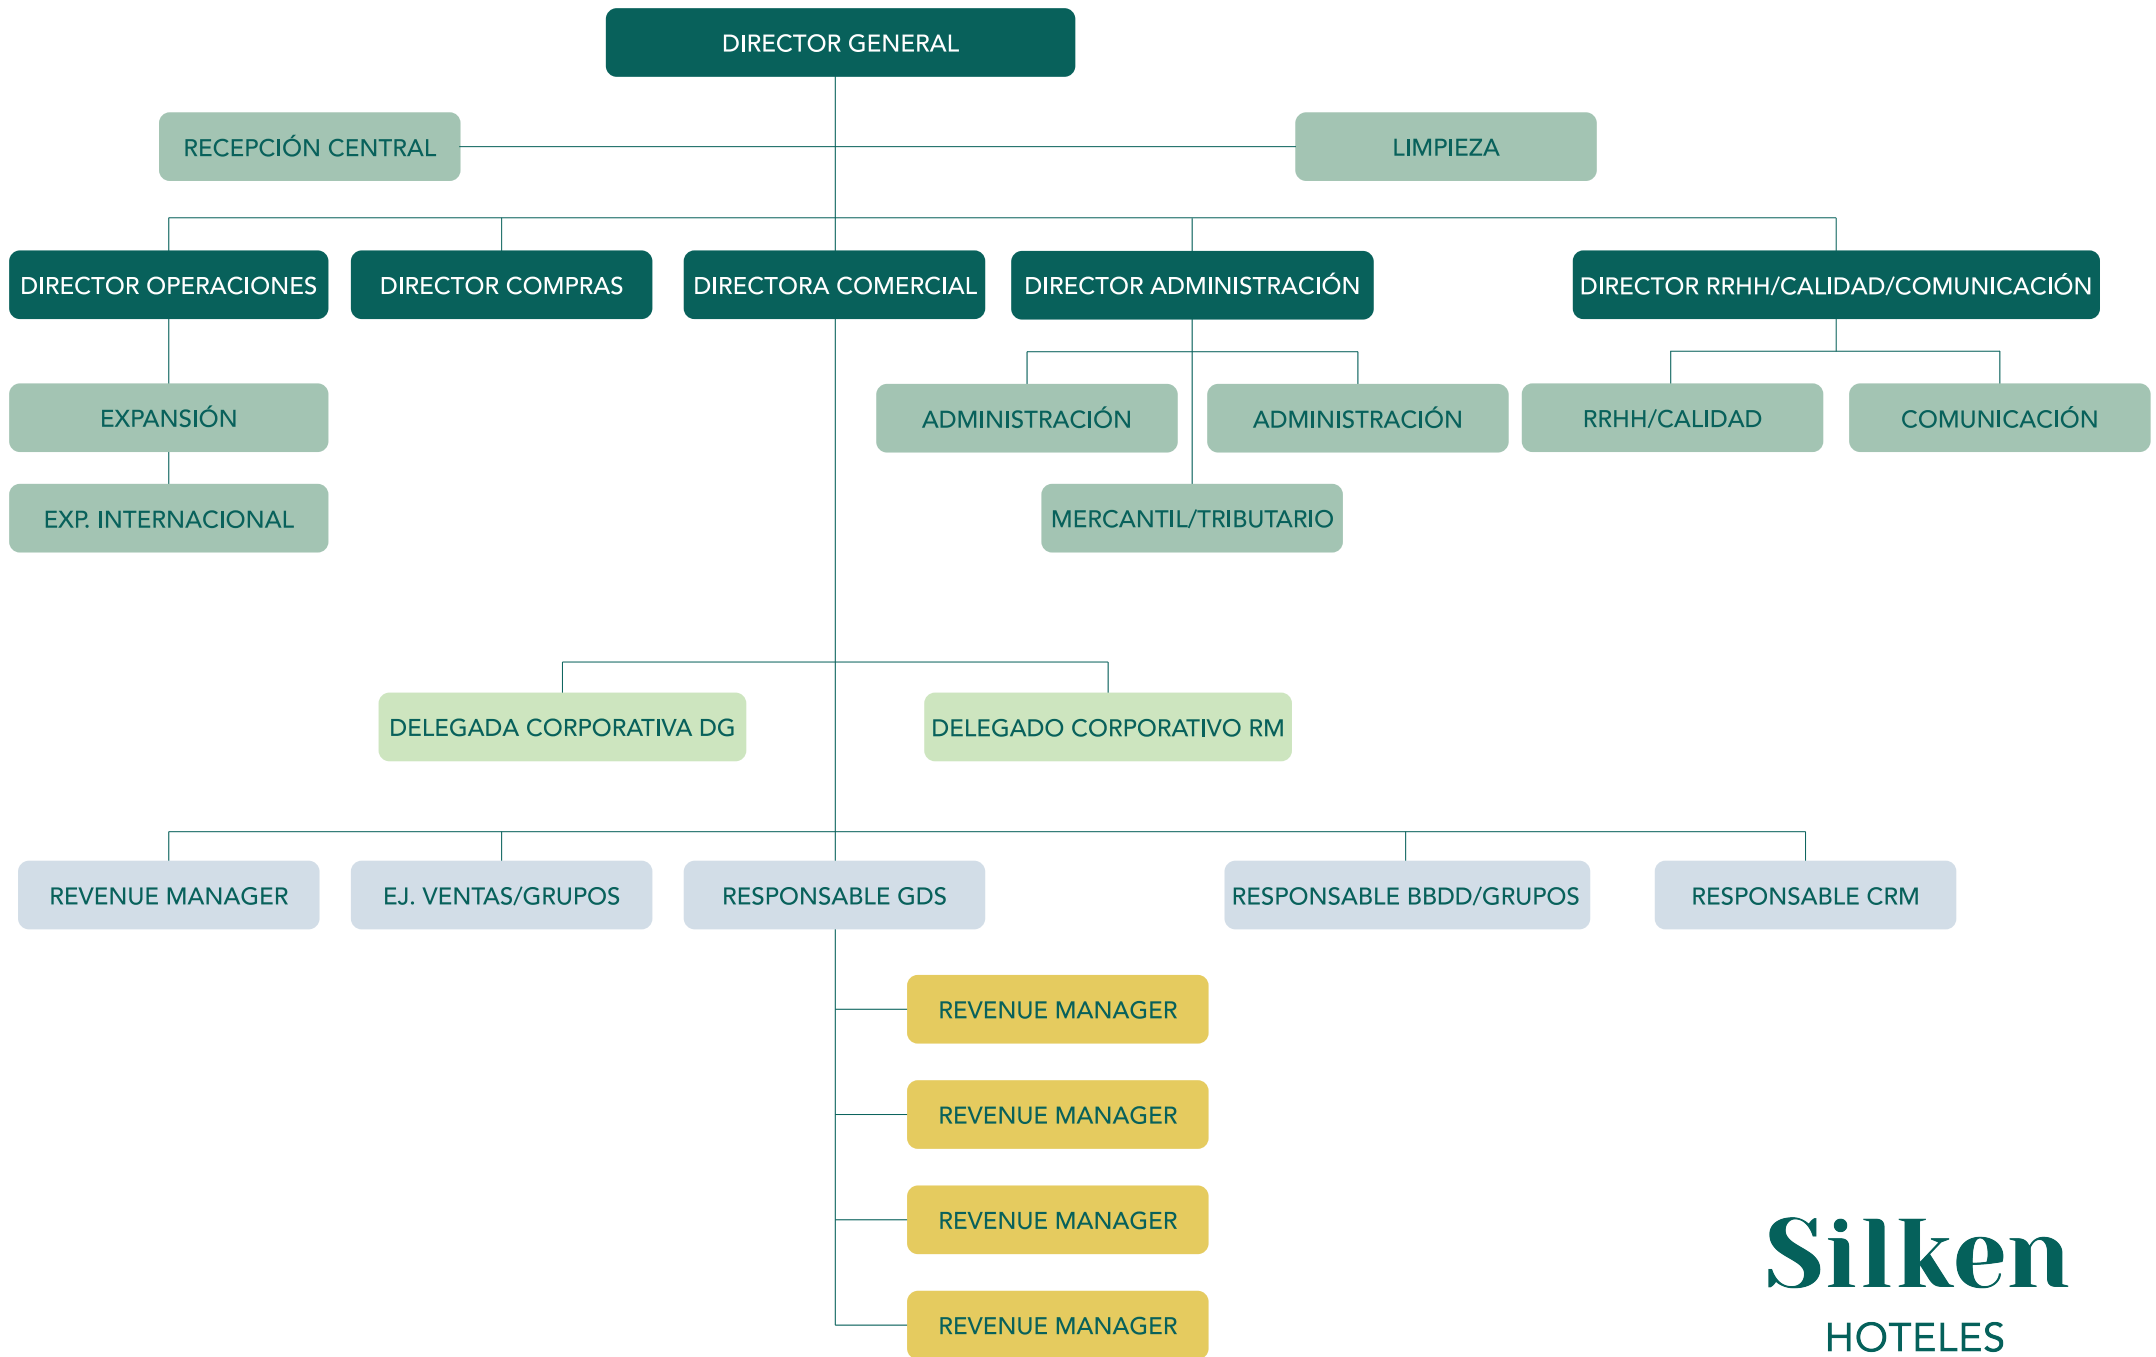 DIRECTOR GENERAL
RECEPCIÓN CENTRAL
LIMPIEZA
DIRECTOR OPERACIONES
DIRECTOR COMPRAS
DIRECTORA COMERCIAL
DIRECTOR ADMINISTRACIÓN
DIRECTOR RRHH/CALIDAD/COMUNICACIÓN
EXPANSIÓN
ADMINISTRACIÓN
ADMINISTRACIÓN
RRHH/CALIDAD
COMUNICACIÓN
EXP. INTERNACIONAL
MERCANTIL/TRIBUTARIO
DELEGADA CORPORATIVA DG
DELEGADO CORPORATIVO RM
REVENUE MANAGER
EJ. VENTAS/GRUPOS
RESPONSABLE GDS
RESPONSABLE BBDD/GRUPOS
RESPONSABLE CRM
REVENUE MANAGER
REVENUE MANAGER
REVENUE MANAGER
REVENUE MANAGER
Silken
HOTELES